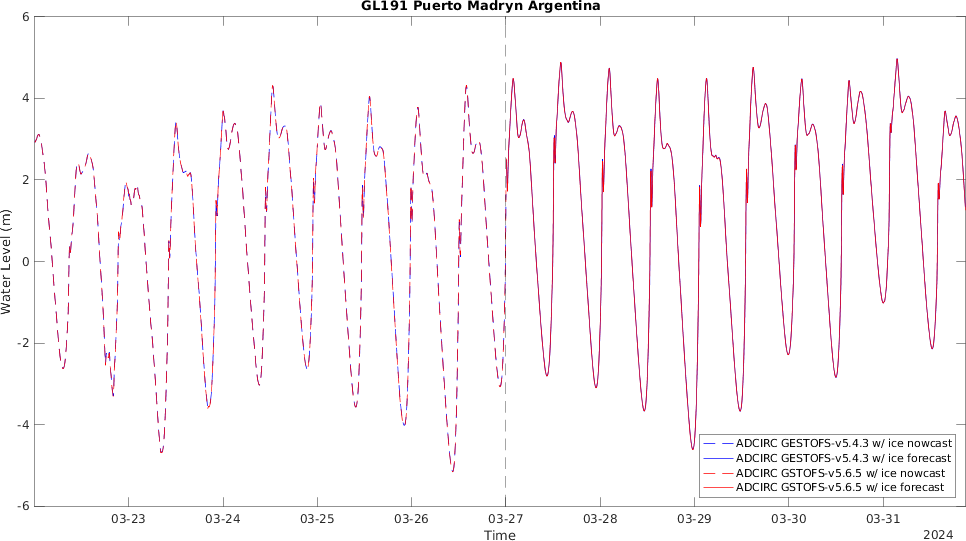 GL191 Puerto Madryn Argentina
6
4
2
0
-2
-4
-6
Water Level (m)
ADCIRC GESTOFS-v5.4.3 w/ ice nowcast
ADCIRC GESTOFS-v5.4.3 w/ ice forecast
ADCIRC GSTOFS-v5.6.5 w/ ice nowcast
ADCIRC GSTOFS-v5.6.5 w/ ice forecast
03-23 03-24 03-25 03-26 03-27 03-28 03-29 03-30 03-31
Time
2024